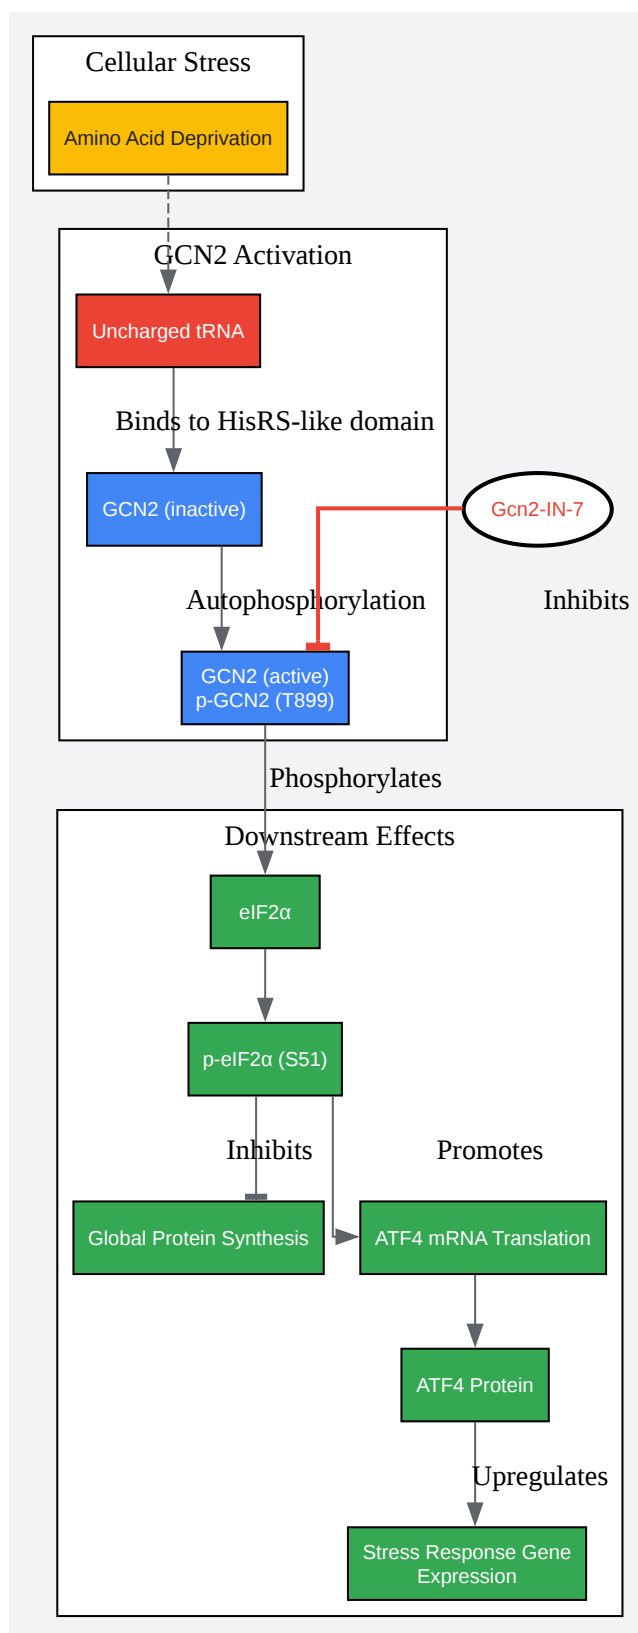 Cellular Stress
Amino Acid Deprivation
GCN2 Activation
Uncharged tRNA
Binds to HisRS-like domain
GCN2 (inactive)
Gcn2-IN-7
Autophosphorylation
Inhibits
GCN2 (active)
p-GCN2 (T899)
Phosphorylates
Downstream Effects
eIF2α
p-eIF2α (S51)
Inhibits
Promotes
Global Protein Synthesis
ATF4 mRNA Translation
ATF4 Protein
Upregulates
Stress Response Gene
Expression